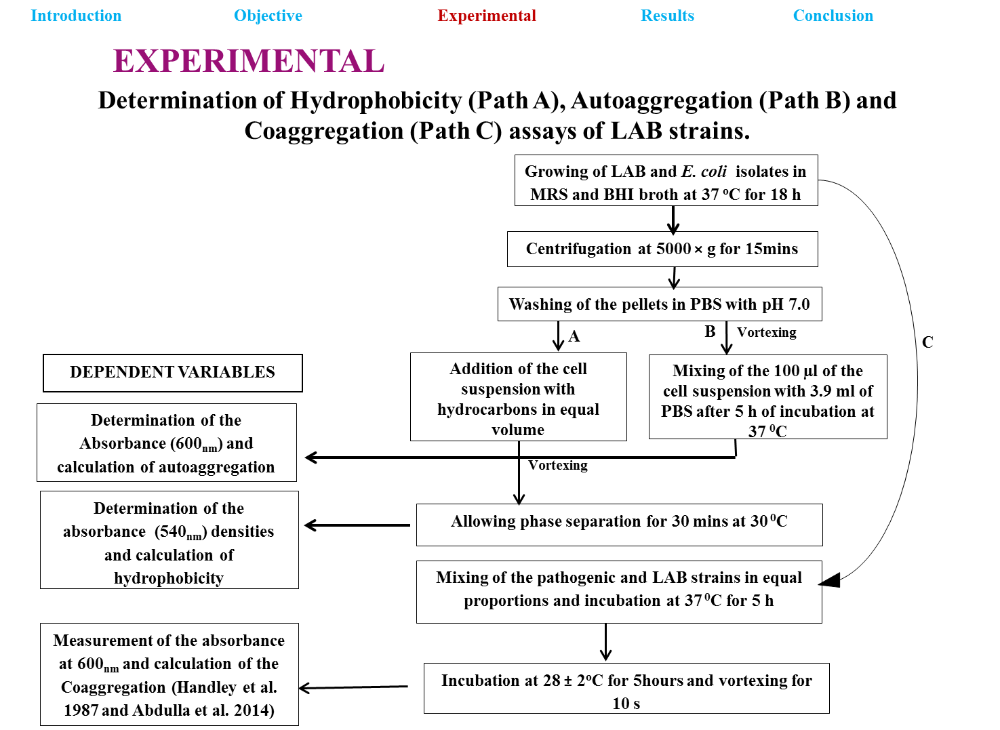 Introduction Objective Experimental Results Conclusion
EXPERIMENTAL
Determination of Hydrophobicity (Path A), Autoaggregation (Path B) and
Coaggregation (Path C) assays of LAB strains.
Growing of LAB and E. coli isolates in
MRS and BHI broth at 37 ºC for 18 h
Centrifugation at 5000 × g for 15mins
Washing of the pellets in PBS with pH 7.0
A
B Vortexing
C
DEPENDENT VARIABLES
Addition of the cell
suspension with
hydrocarbons in equal
volume
Mixing of the 100 µl of the
cell suspension with 3.9 ml of
PBS after 5 h of incubation at
37 ⁰C
Determination of the
Absorbance (600nm) and
calculation of autoaggregation
Vortexing
Determination of the
absorbance (540nm) densities
and calculation of
hydrophobicity
Allowing phase separation for 30 mins at 30 ⁰C
Mixing of the pathogenic and LAB strains in equal
proportions and incubation at 37 ⁰C for 5 h
Measurement of the absorbance
at 600nm and calculation of the
Coaggregation (Handley et al.
1987 and Abdulla et al. 2014)
Incubation at 28 ± 2ºC for 5hours and vortexing for
10 s